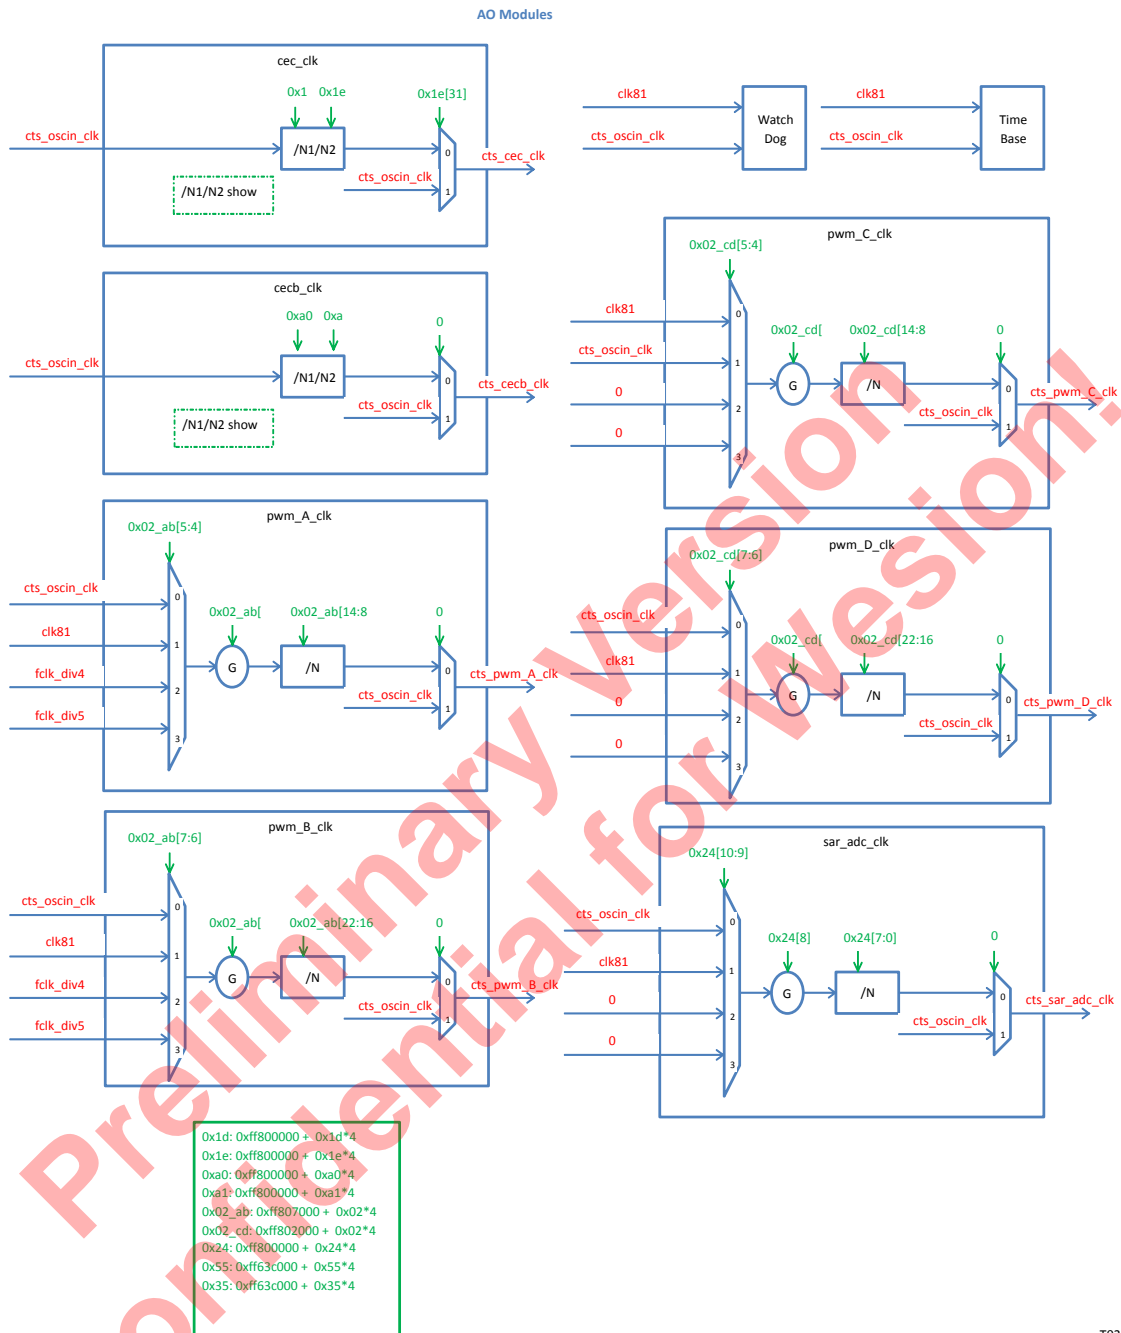 AO Modules
cec_clk
0x1 0x1e 0x1e[31]
cts_oscin_clk
/N1/N2
0
cts_cec_clk
cts_oscin_clk
1
/N1/N2 show
clk81
cts_oscin_clk
Watch
Dog
clk81
cts_oscin_clk
Time
Base
cecb_clk
0xa0 0xa 0
cts_oscin_clk
/N1/N2
0
cts_cecb_clk
cts_oscin_clk
1
/N1/N2 show
pwm_C_clk
0x02_cd[5:4]
clk81
0
0x02_cd[ 0x02_cd[14:8 0
cts_oscin_clk
1
G
/N
0
cts_pwm_C_clk
0
2
cts_oscin_clk
1
0
3
pwm_A_clk
0x02_ab[5:4]
cts_oscin_clk
0
0x02_ab[ 0x02_ab[14:8 0
clk81
1
G
/N
0
cts_pwm_A_clk
fclk_div4
2
cts_oscin_clk
1
fclk_div5
3
pwm_D_clk
0x02_cd[7:6]
cts_oscin_clk
0
0x02_cd[ 0x02_cd[22:16 0
clk81
1
G
/N
0
cts_pwm_D_clk
0
2
cts_oscin_clk
1
0
3
pwm_B_clk
0x02_ab[7:6]
cts_oscin_clk
0
0x02_ab[ 0x02_ab[22:16 0
clk81
1
G
/N
0
cts_pwm_B_clk
fclk_div4
2
cts_oscin_clk
1
fclk_div5
3
sar_adc_clk
0x24[10:9]
cts_oscin_clk
0
0x24[8] 0x24[7:0] 0
clk81
1
G
/N
0
cts_sar_adc_clk
0
2
cts_oscin_clk
1
0
3
0x1d: 0xff800000 + 0x1d*4
0x1e: 0xff800000 + 0x1e*4
0xa0: 0xff800000 + 0xa0*4
0xa1: 0xff800000 + 0xa1*4
0x02_ab: 0xff807000 + 0x02*4
0x02_cd: 0xff802000 + 0x02*4
0x24: 0xff800000 + 0x24*4
0x55: 0xff63c000 + 0x55*4
0x35: 0xff63c000 + 0x35*4
Preliminary Version
onfidential for Wesion!